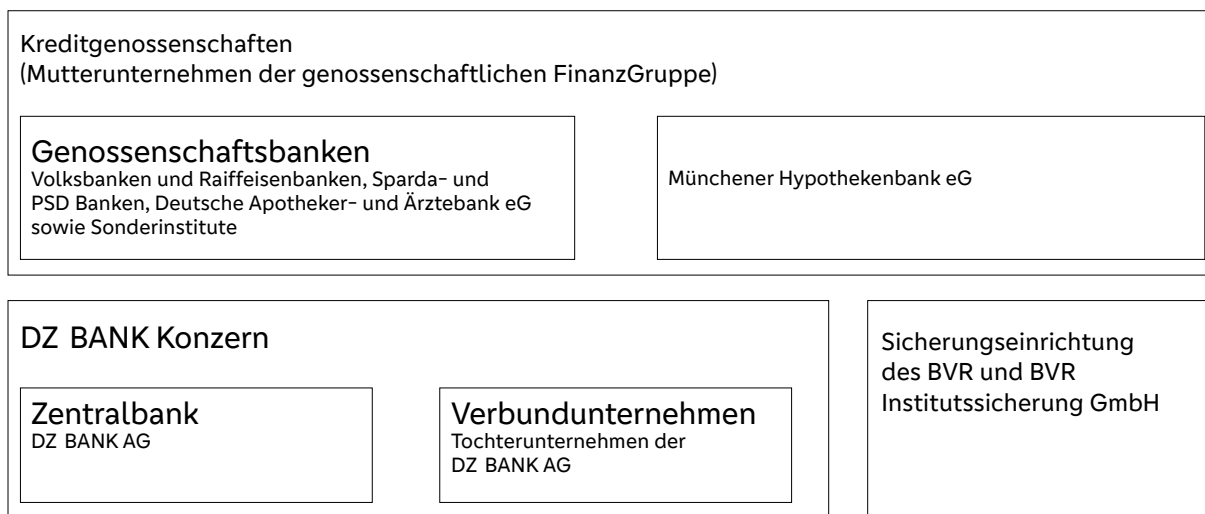 Kreditgenossenschaften
(Mutterunternehmen der genossenschaftlichen FinanzGruppe)
Genossenschaftsbanken
Volksbanken und Raiffeisenbanken, Sparda- und
PSD Banken, Deutsche Apotheker- und Ärztebank eG
sowie Sonderinstitute
Münchener Hypothekenbank eG
DZ BANK Konzern
Zentralbank
DZ BANK AG
Verbundunternehmen
Tochterunternehmen der
DZ BANK AG
Sicherungseinrichtung
des BVR und BVR
Institutssicherung GmbH